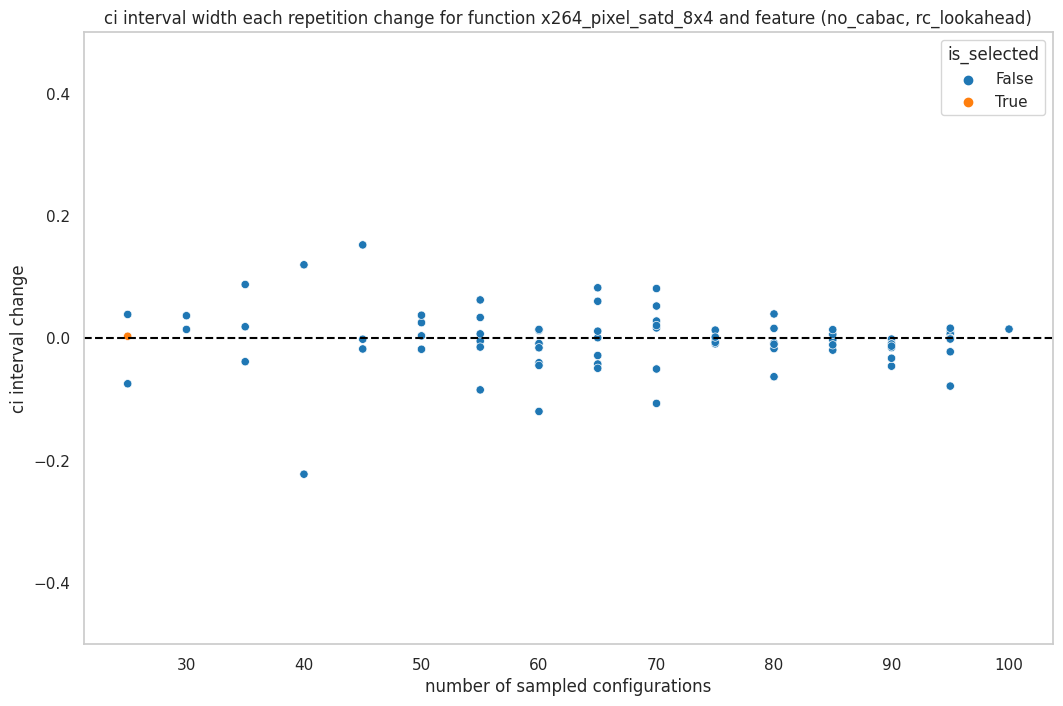 ci interval width each repetition change for function x264_pixel_satd_8x4 and feature (no_cabac, rc_lookahead)
is_selected
False
True
0.4
0.2
0.0
−0.2
−0.4
ci interval change
30 40 50 60 70 80 90 100
number of sampled configurations